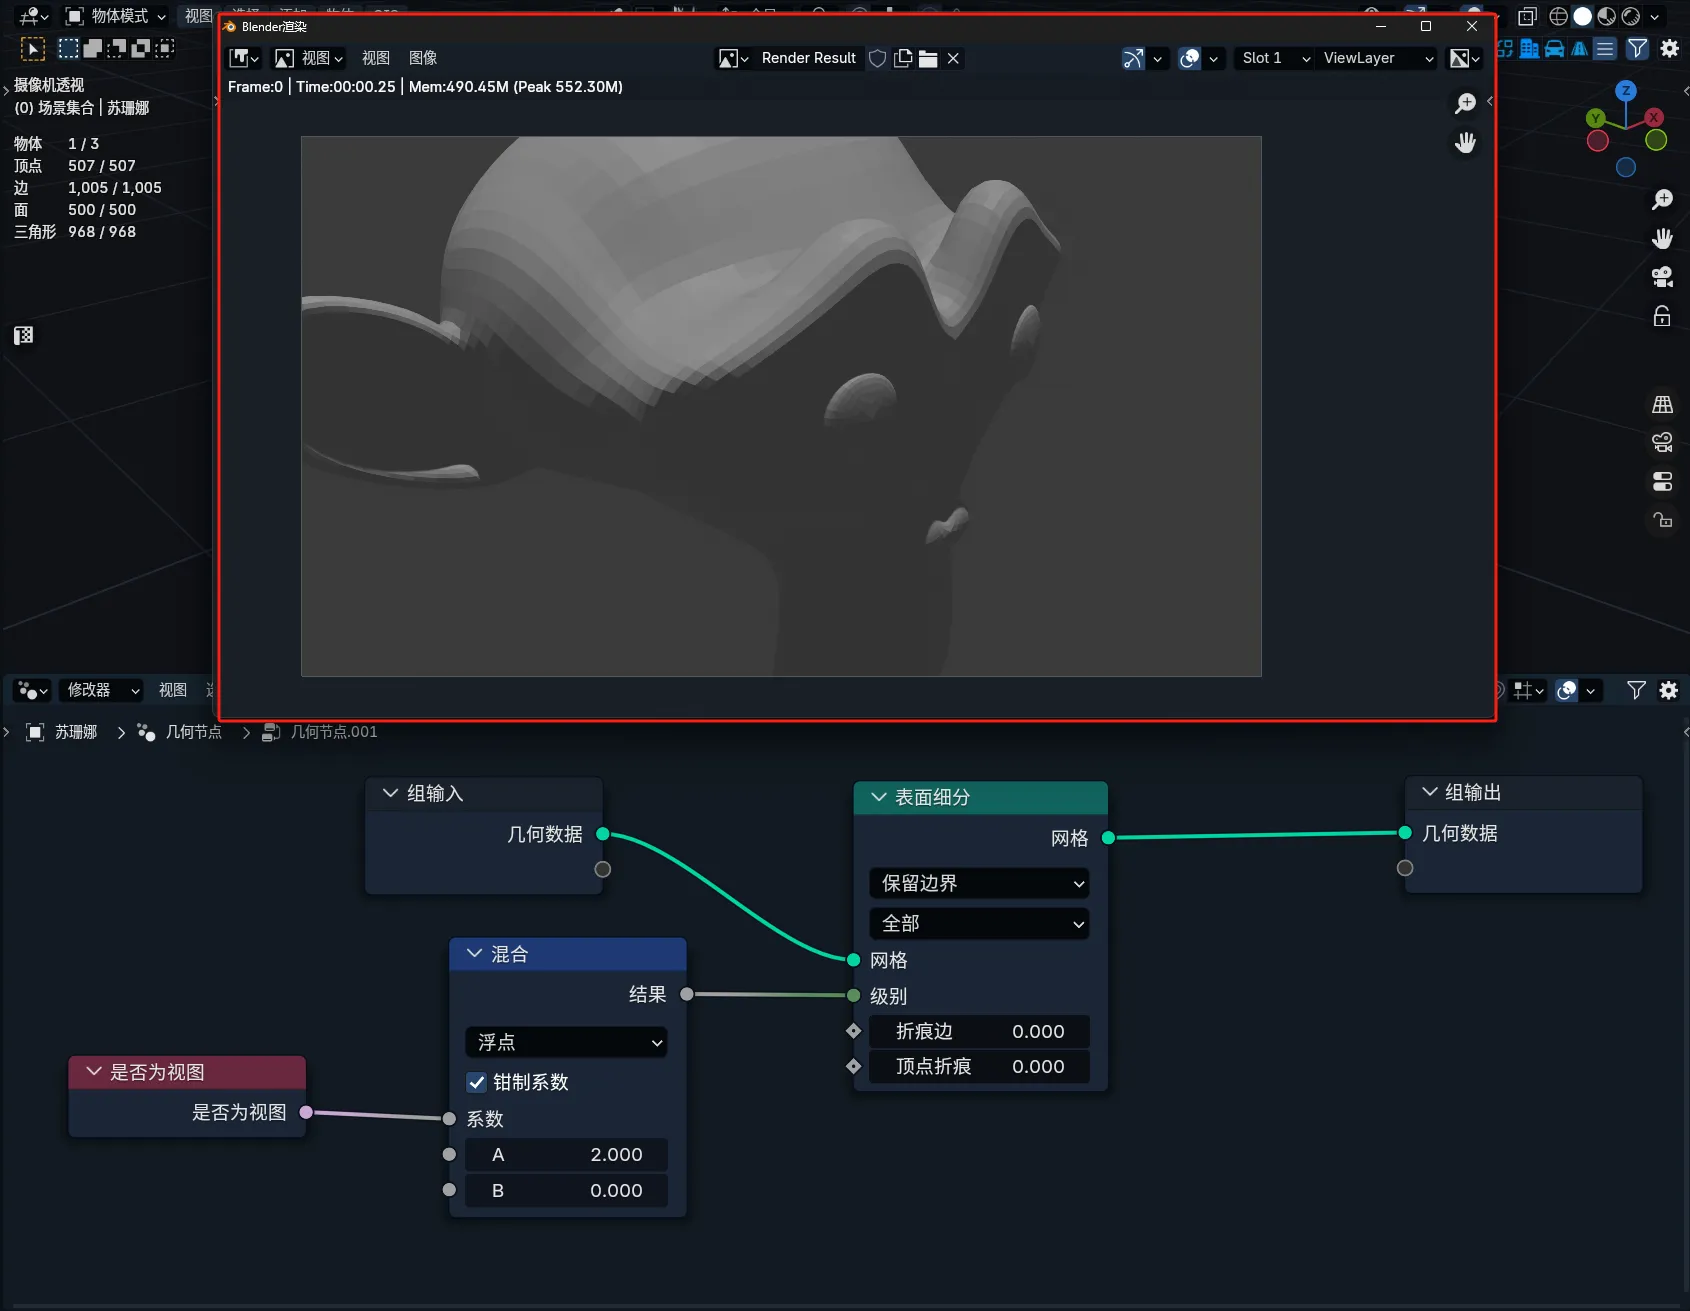 物体模式
视图
Blender渲染
视图
视图
图像
Render Result
Slot 1
ViewLayer
Frame:0 | Time:00:00.25 | Mem:490.45M (Peak 552.30M)
摄像机透视
(0) 场景集合 | 苏珊娜
物体 1 / 3
顶点 507 / 507
边 1,005 / 1,005
面 500 / 500
三角形 968 / 968
Z
Y
X
修改器
视图
苏珊娜
几何节点
几何节点.001
组输入
几何数据
表面细分
网格
保留边界
全部
网格
级别
折痕边 0.000
顶点折痕 0.000
组输出
几何数据
混合
结果
浮点
钳制系数
系数
A 2.000
B 0.000
是否为视图
是否为视图